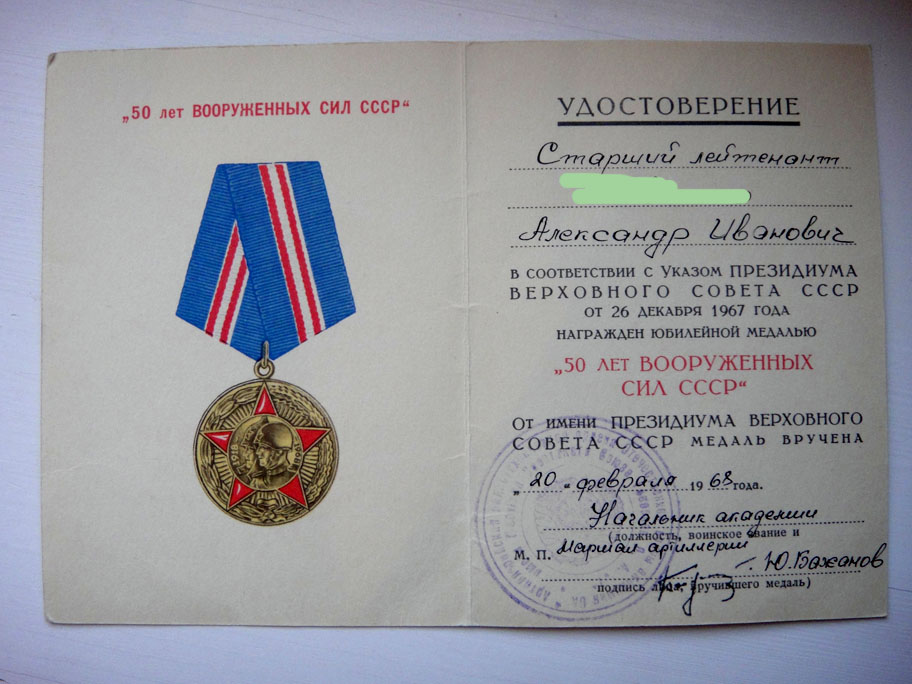 „50 лет ВООРУЖЕННЫХ СИЛ СССР“
УДОСТОВЕРЕНИЕ
Старший лейтенант
Александр Иванович
В СООТВЕТСТВИИ С УКАЗОМ ПРЕЗИДИУМА
ВЕРХОВНОГО СОВЕТА СССР
ОТ 26 ДЕКАБРЯ 1967 ГОДА
НАГРАЖДЕН ЮБИЛЕЙНОЙ МЕДАЛЬЮ
„50 ЛЕТ ВООРУЖЕННЫХ
СИЛ СССР“
ОТ ИМЕНИ ПРЕЗИДИУМА ВЕРХОВНОГО
СОВЕТА СССР МЕДАЛЬ ВРУЧЕНА
„20“ февраля 1968 года.
Начальник академии
(должность, воинское звание и
М. П. Маршал артиллерии
Ю. Бажанов
подпись лица, вручившего медаль)